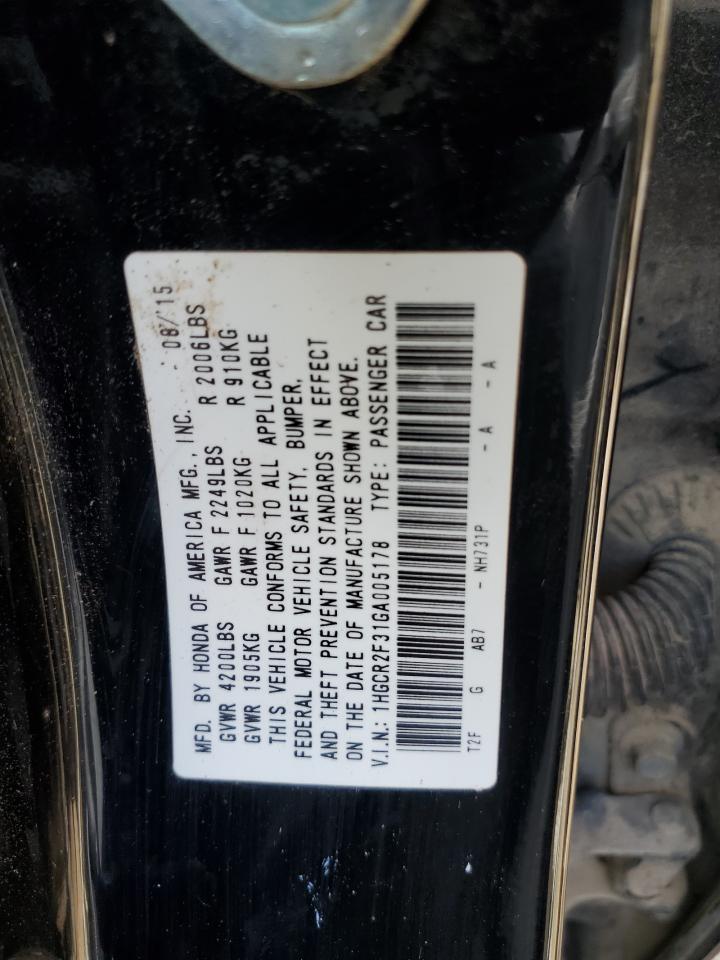 MFD. BY HONDA OF AMERICA MFG., INC. 08/'15
GVWR 4200LBS GAWR F 2249LBS R 2006LBS
GVWR 1905KG GAWR F 1020KG R 910KG
THIS VEHICLE CONFORMS TO ALL APPLICABLE
FEDERAL MOTOR VEHICLE SAFETY, BUMPER,
AND THEFT PREVENTION STANDARDS IN EFFECT
ON THE DATE OF MANUFACTURE SHOWN ABOVE.
V.I.N.: 1HGCR2F31GA005178 TYPE: PASSENGER CAR
T2F G AB7 - NH731P - A - A